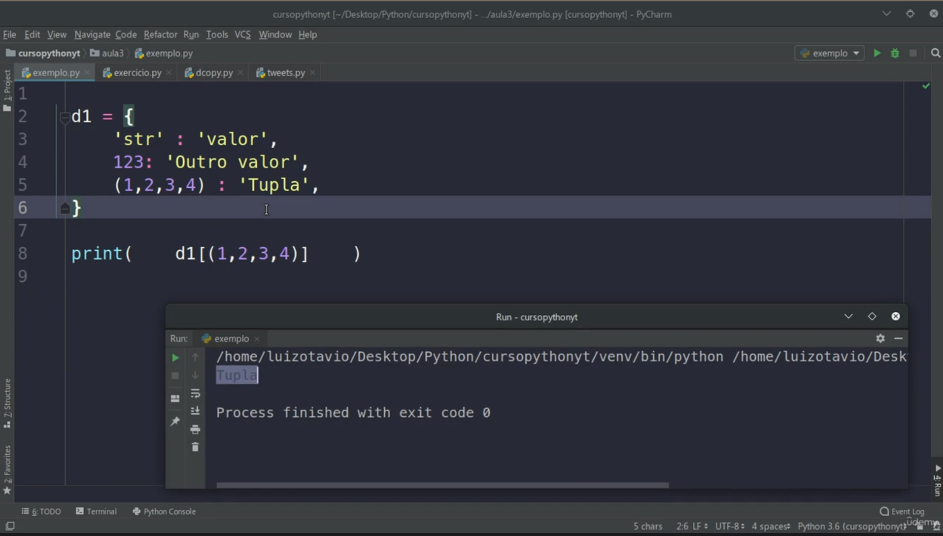 cursopythonyt [~/Desktop/Python/cursopythonyt] - .../aula3/exemplo.py [cursopythonyt] - PyCharm
File Edit View Navigate Code Refactor Run Tools VCS Window Help
cursopythonyt aula3 exemplo.py exemplo
exemplo.py exercicio.py dcopy.py tweets.py
1: Project
1
2 d1 = {
3 'str' : 'valor',
4 123: 'Outro valor',
5 (1,2,3,4) : 'Tupla',
6 }
7
8 print( d1[(1,2,3,4)] )
9
Run - cursopythonyt
Run: exemplo
/home/luizotavio/Desktop/Python/cursopythonyt/venv/bin/python /home/luizotavio/Desk
Tupla
Process finished with exit code 0
7: Structure
2: Favorites
4: Run
6: TODO Terminal Python Console Event Log
5 chars 2:6 LF UTF-8 4 spaces Python 3.6 (cursopythonyt)
udemy